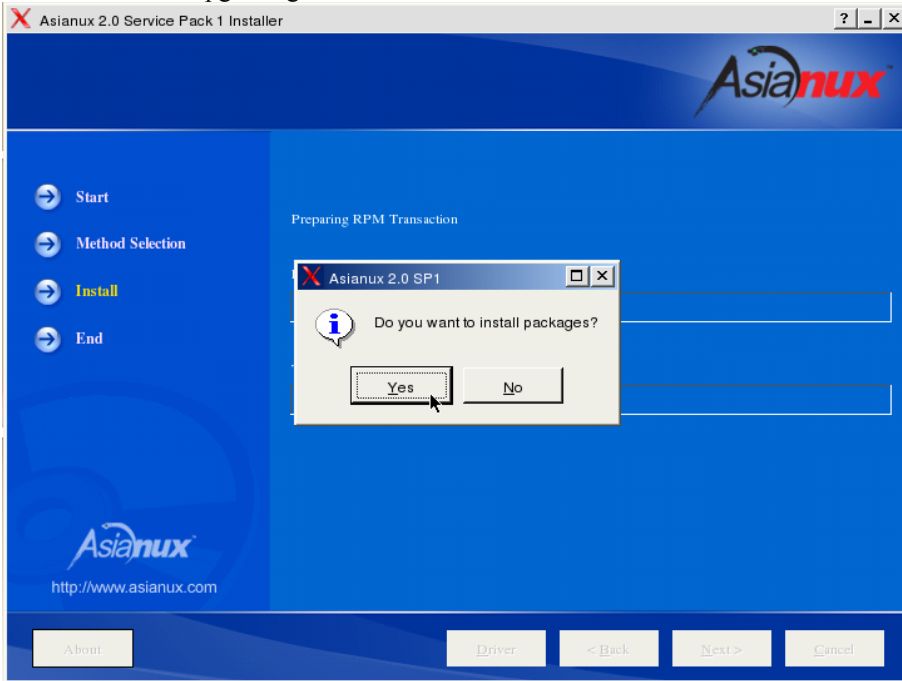 Asianux 2.0 Service Pack 1 Installer
Asianux
Start
Method Selection
Install
End
Preparing RPM Transaction
Asianux 2.0 SP1
Do you want to install packages?
Yes
No
Asianux
http://www.asianux.com
About
Driver
< Back
Next >
Cancel